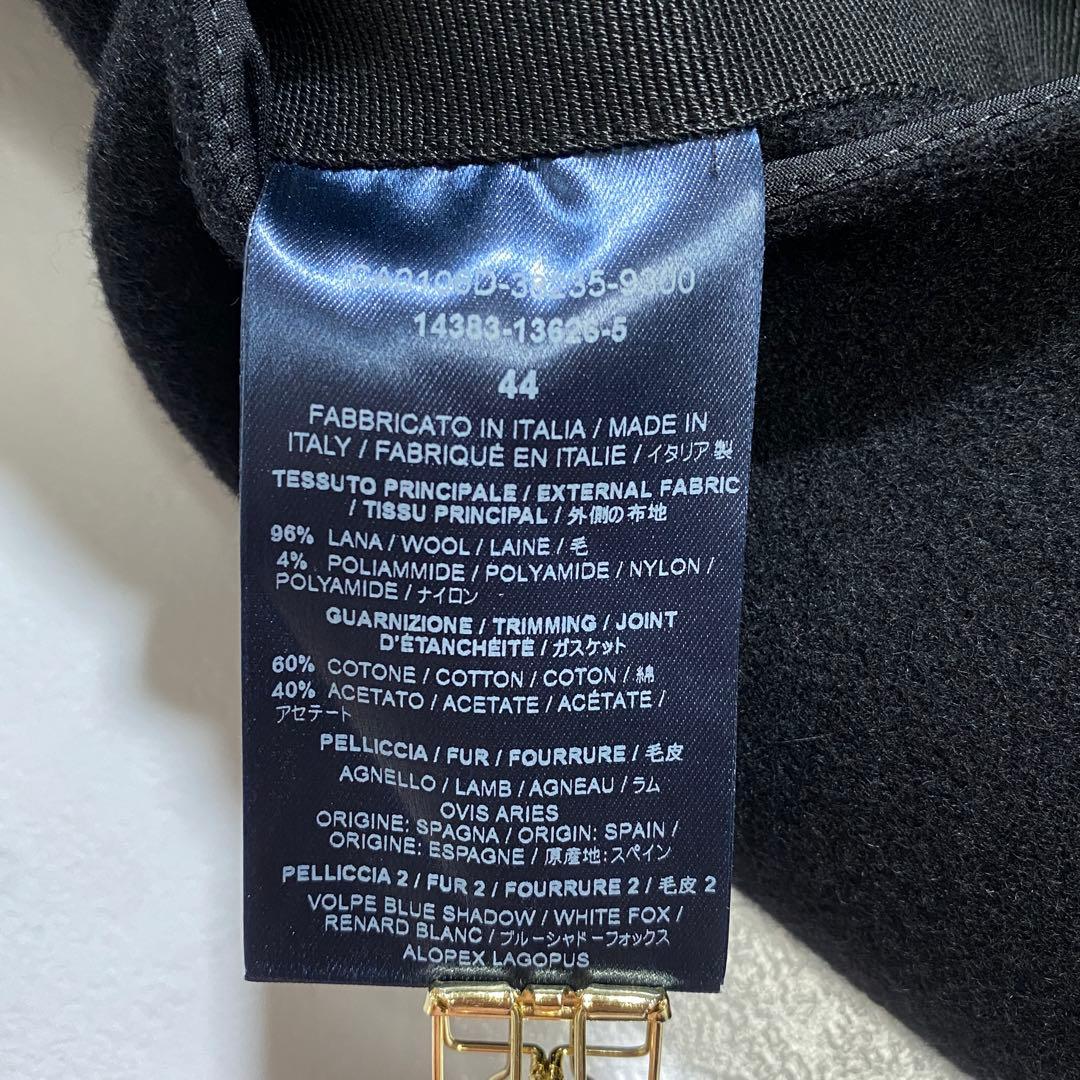 14383-13626-5
44
FABBRICATO IN ITALIA / MADE IN
ITALY / FABRIQUÉ EN ITALIE / イタリア製
TESSUTO PRINCIPALE / EXTERNAL FABRIC
/ TISSU PRINCIPAL / 外側の布地
96% LANA / WOOL / LAINE / 毛
4% POLIAMMIDE / POLYAMIDE / NYLON /
POLYAMIDE / ナイロン
GUARNIZIONE / TRIMMING / JOINT
D'ÉTANCHÉITÉ / ガスケット
60% COTONE / COTTON / COTON / 綿
40% ACETATO / ACETATE / ACÉTATE /
アセテート
PELLICCIA / FUR / FOURRURE / 毛皮
AGNELLO / LAMB / AGNEAU / ラム
OVIS ARIES
ORIGINE: SPAGNA / ORIGIN: SPAIN /
ORIGINE: ESPAGNE / 原産地: スペイン
PELLICCIA 2 / FUR 2 / FOURRURE 2 / 毛皮 2
VOLPE BLUE SHADOW / WHITE FOX /
RENARD BLANC / ブルーシャドーフォックス
ALOPEX LAGOPUS